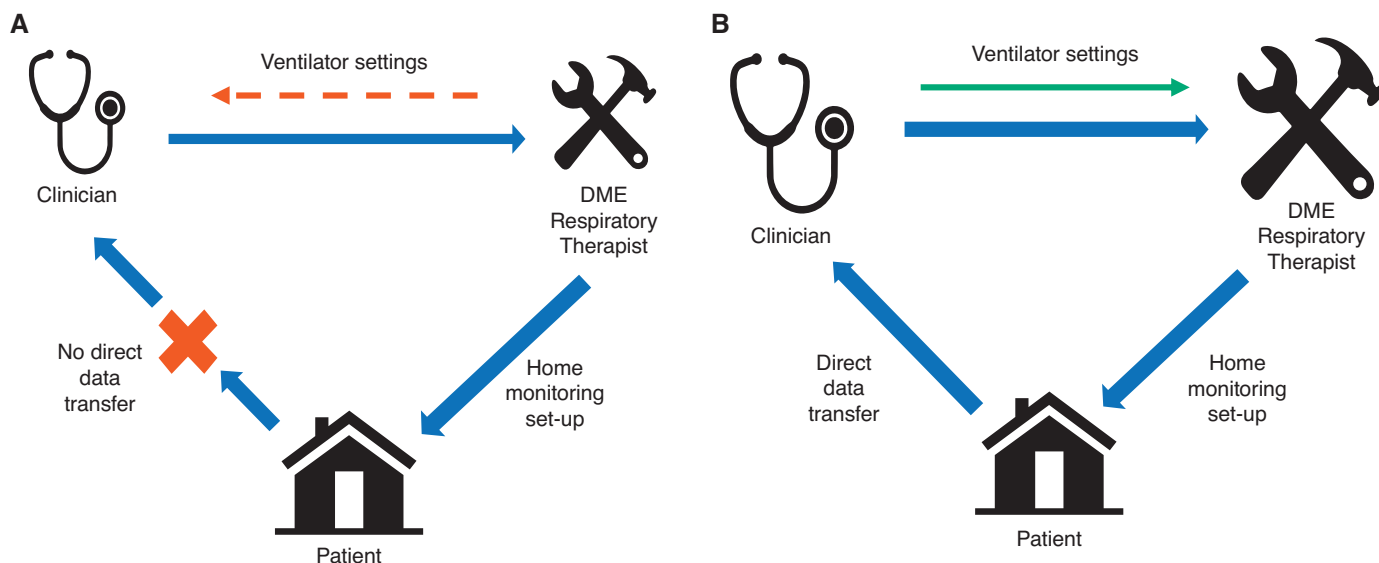 A
Ventilator settings
Clinician
DME
Respiratory
Therapist
No direct
data
transfer
Home
monitoring
set-up
Patient
B
Ventilator settings
Clinician
DME
Respiratory
Therapist
Direct
data
transfer
Home
monitoring
set-up
Patient